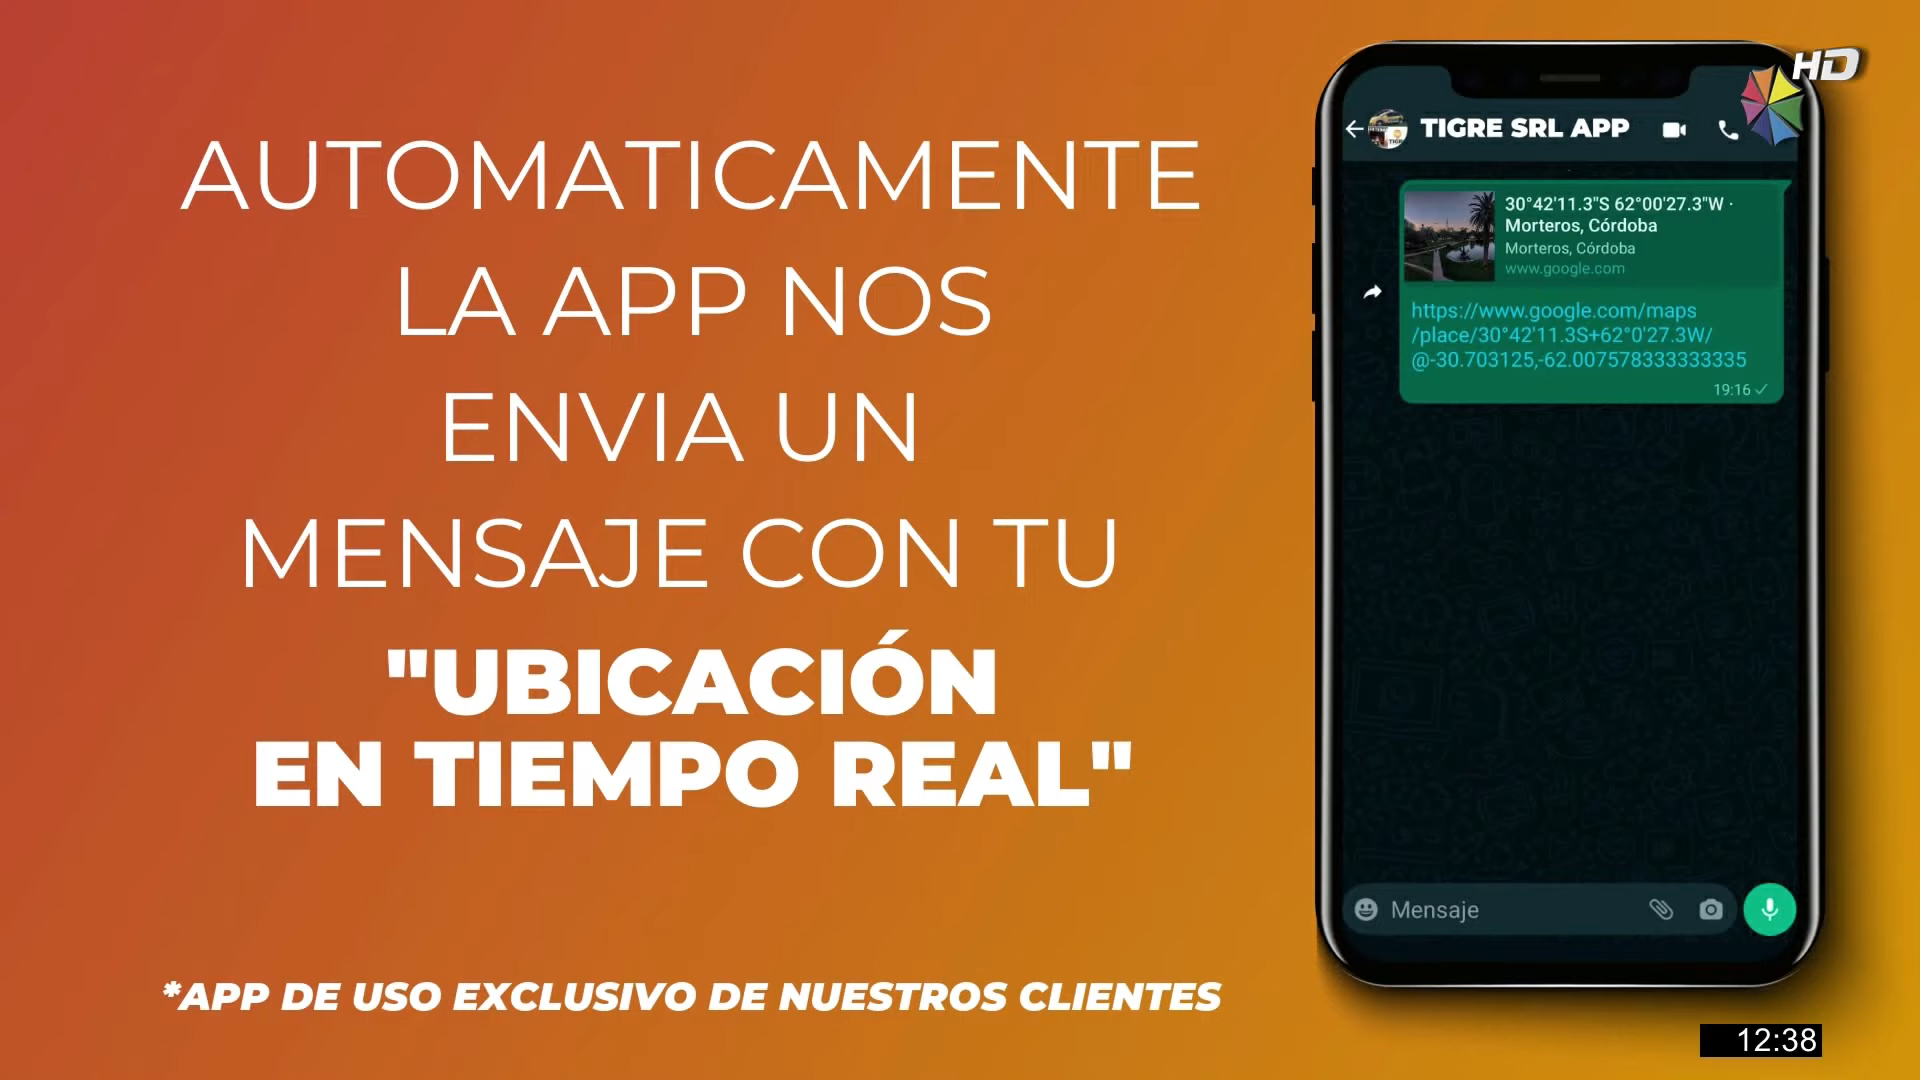 AUTOMATICAMENTE
LA APP NOS
ENVIA UN
MENSAJE CON TU
"UBICACIÓN
EN TIEMPO REAL"
*APP DE USO EXCLUSIVO DE NUESTROS CLIENTES
HD
TIGRE SRL APP
30°42'11.3"S 62°00'27.3"W ·
Morteros, Córdoba
Morteros, Córdoba
www.google.com
https://www.google.com/maps
/place/30°42'11.3S+62°0'27.3W/
@-30.703125,-62.007578333333335
19:16
Mensaje
12:38